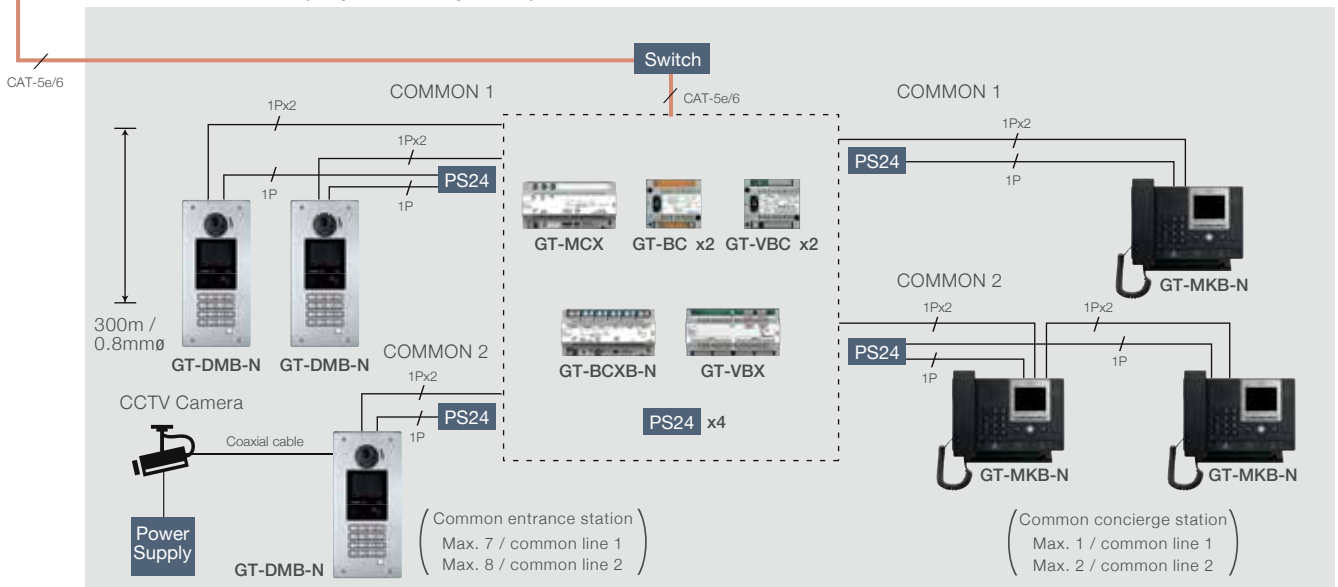 Switch
CAT-5e/6
CAT-5e/6
COMMON 1
COMMON 1
1Px2
1Px2
1P
1P
PS24
1Px2
PS24
1P
GT-MCX
GT-BC x2
GT-VBC x2
GT-MKB-N
300m /
0.8mmø
GT-DMB-N
GT-DMB-N
COMMON 2
COMMON 2
1Px2
1Px2
PS24
1P
1P
GT-BCXB-N
GT-VBX
1Px2
PS24
1P
PS24 x4
CCTV Camera
Coaxial cable
GT-MKB-N
GT-MKB-N
Power
Supply
GT-DMB-N
Common entrance station
Max. 7 / common line 1
Max. 8 / common line 2
Common concierge station
Max. 1 / common line 1
Max. 2 / common line 2